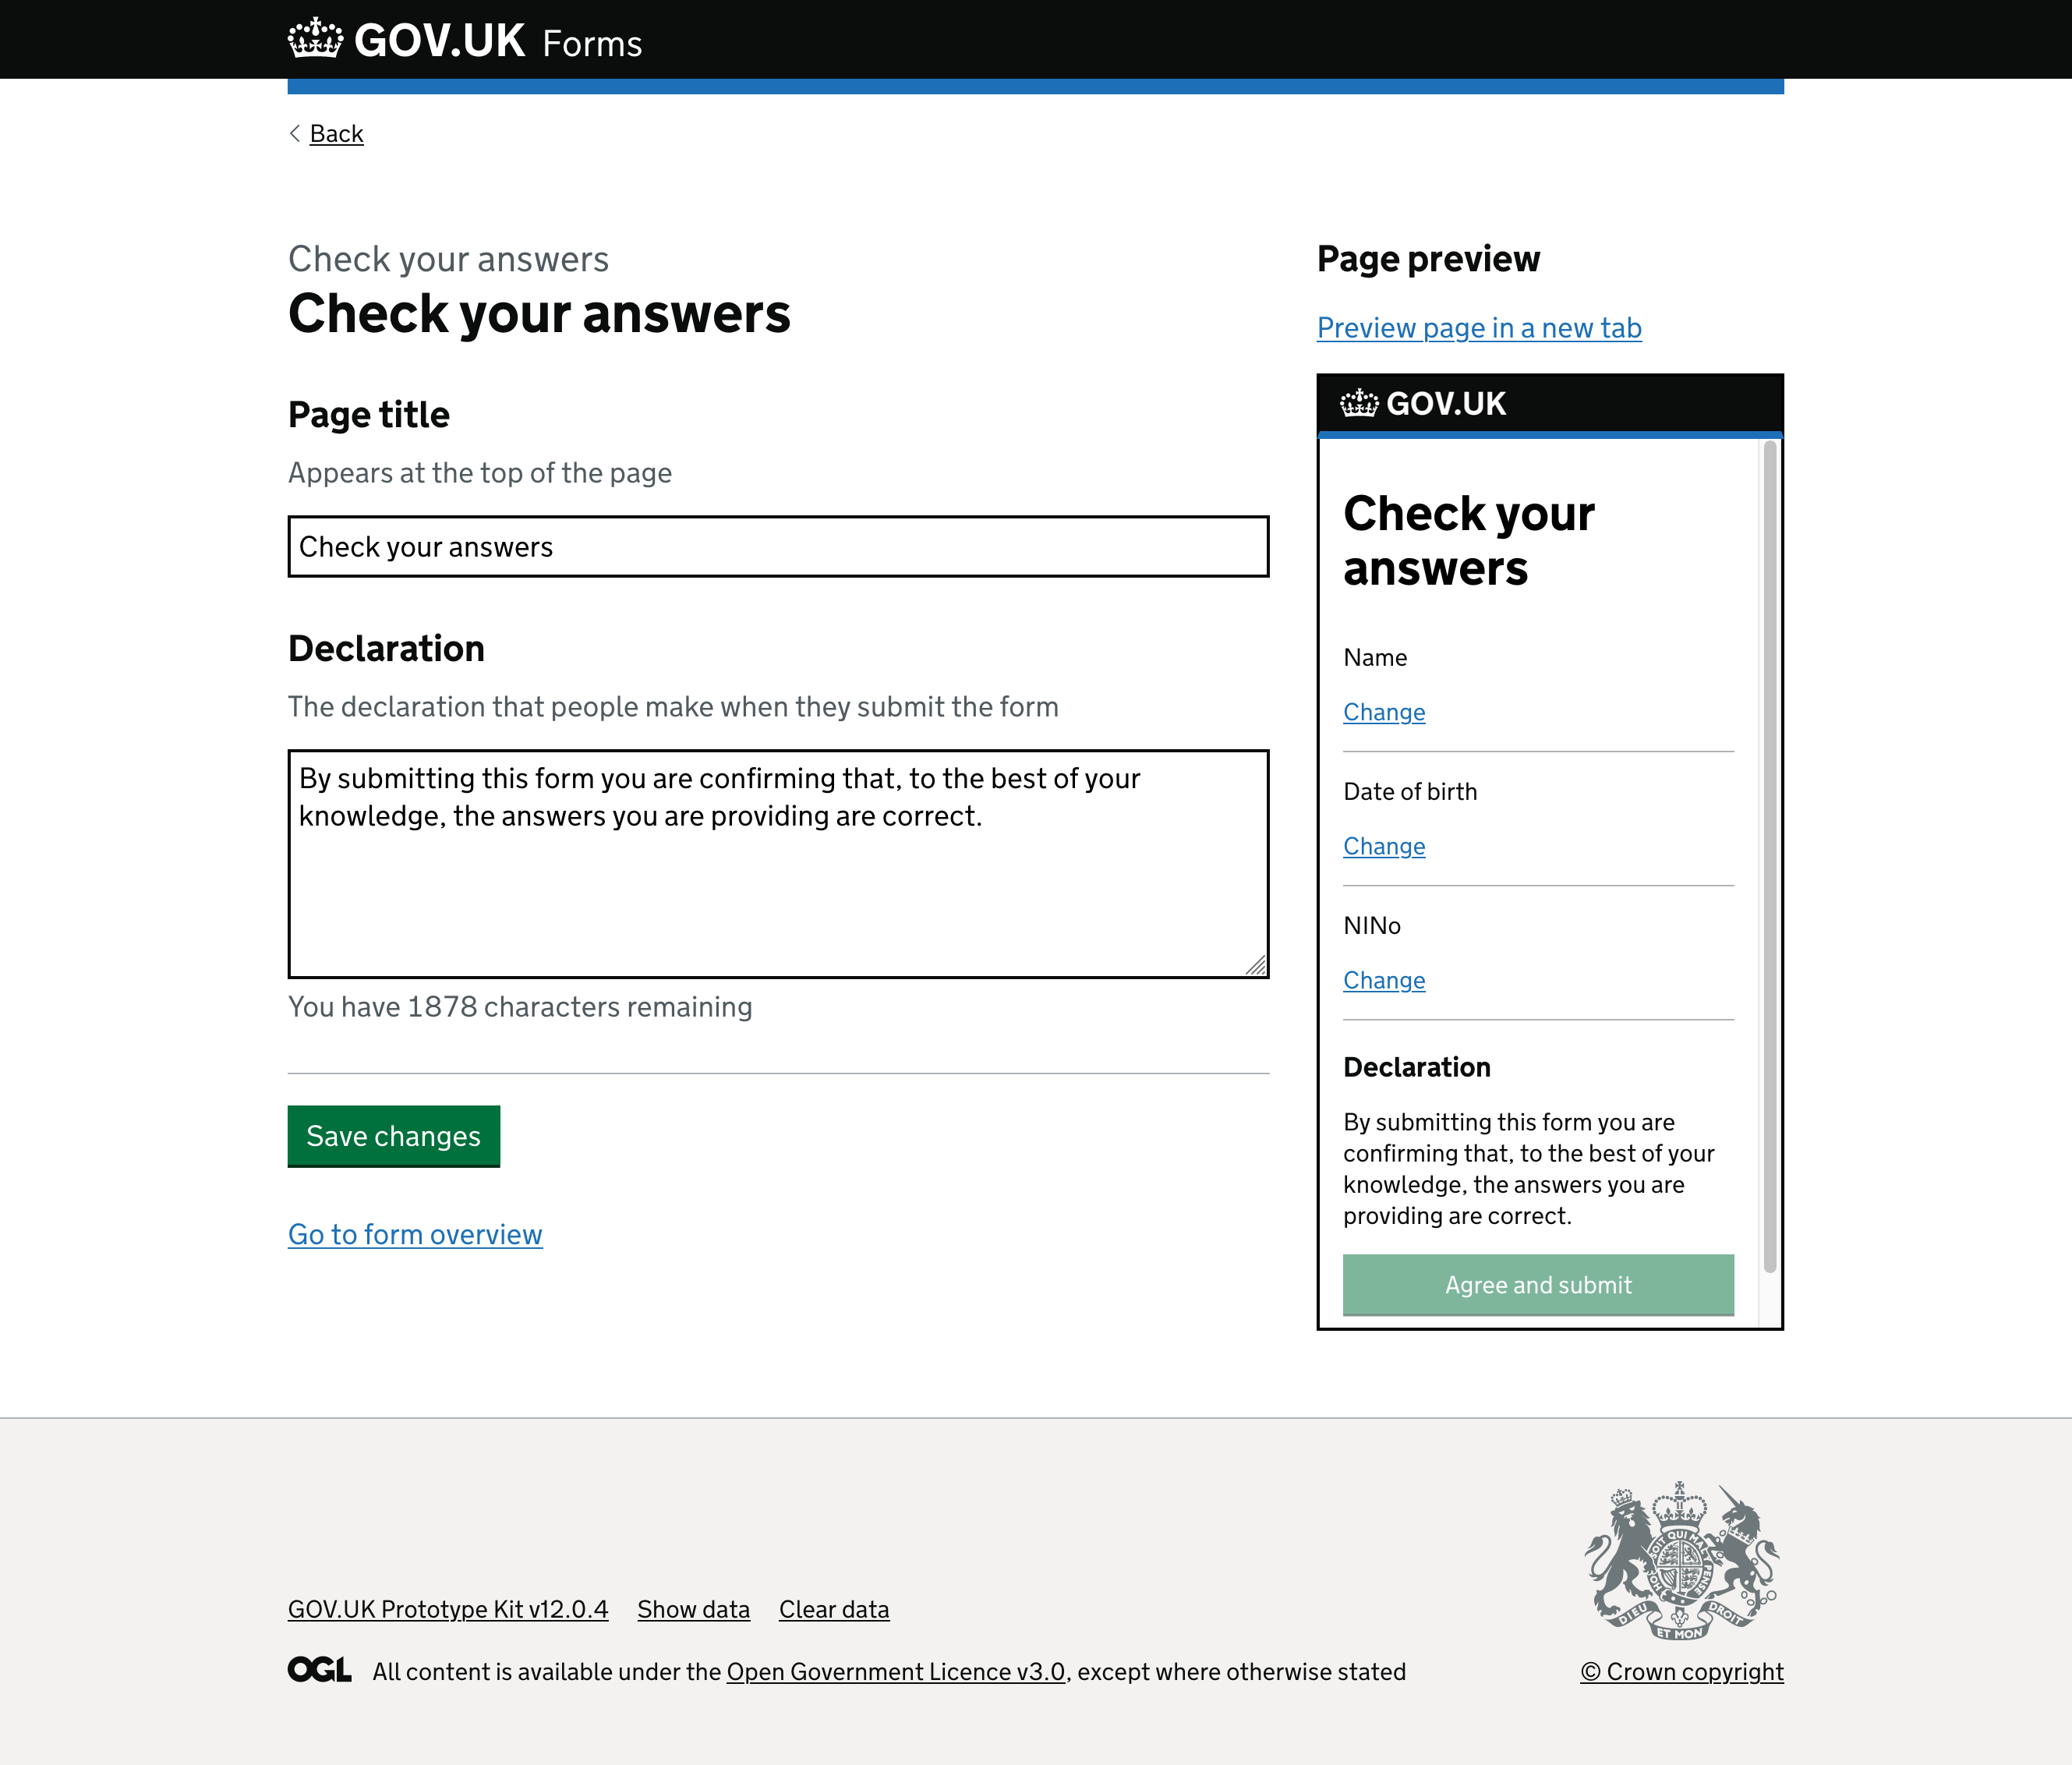 GOV.UK Forms
Back
Check your answers
Check your answers
Page title
Appears at the top of the page
Check your answers
Declaration
The declaration that people make when they submit the form
By submitting this form you are confirming that, to the best of your
knowledge, the answers you are providing are correct.
You have 1878 characters remaining
Save changes
Go to form overview
Page preview
Preview page in a new tab
GOV.UK
Check your
answers
Name
Change
Date of birth
Change
NINo
Change
Declaration
By submitting this form you are
confirming that, to the best of your
knowledge, the answers you are
providing are correct.
Agree and submit
GOV.UK Prototype Kit v12.0.4 Show data Clear data
OGL All content is available under the Open Government Licence v3.0, except where otherwise stated
DIEU ET MON DROIT
© Crown copyright